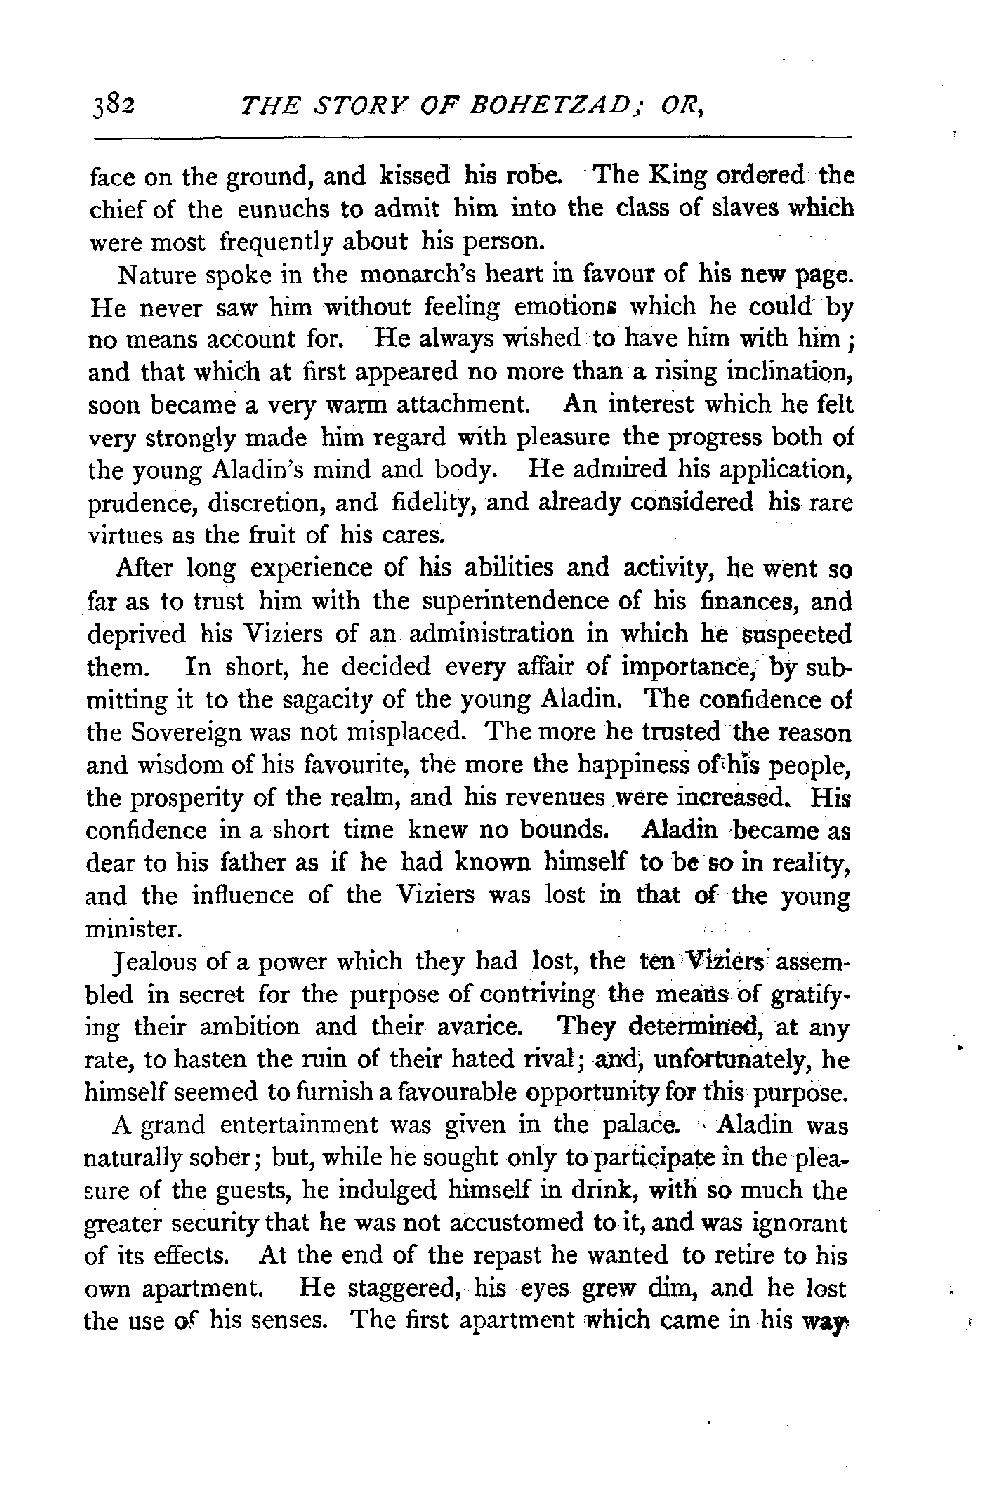 382 THE STORY OF BOHETZAD; OR,
face on the ground, and kissed his robe. The King ordered the
chief of the eunuchs to admit him into the class of slaves which
were most frequently about his person.
Nature spoke in the monarch's heart in favour of his new page.
He never saw him without feeling emotions which he could by
no means account for. He always wished to have him with him;
and that which at first appeared no more than a rising inclination,
soon became a very warm attachment. An interest which he felt
very strongly made him regard with pleasure the progress both of
the young Aladin's mind and body. He admired his application,
prudence, discretion, and fidelity, and already considered his rare
virtues as the fruit of his cares.
After long experience of his abilities and activity, he went so
far as to trust him with the superintendence of his finances, and
deprived his Viziers of an administration in which he suspected
them. In short, he decided every affair of importance, by sub-
mitting it to the sagacity of the young Aladin. The confidence of
the Sovereign was not misplaced. The more he trusted the reason
and wisdom of his favourite, the more the happiness of his people,
the prosperity of the realm, and his revenues were increased. His
confidence in a short time knew no bounds. Aladin became as
dear to his father as if he had known himself to be so in reality,
and the influence of the Viziers was lost in that of the young
minister.
Jealous of a power which they had lost, the ten Viziers assem-
bled in secret for the purpose of contriving the means of gratify-
ing their ambition and their avarice. They determined, at any
rate, to hasten the ruin of their hated rival; and, unfortunately, he
himself seemed to furnish a favourable opportunity for this purpose.
A grand entertainment was given in the palace. Aladin was
naturally sober; but, while he sought only to participate in the plea-
sure of the guests, he indulged himself in drink, with so much the
greater security that he was not accustomed to it, and was ignorant
of its effects. At the end of the repast he wanted to retire to his
own apartment. He staggered, his eyes grew dim, and he lost
the use of his senses. The first apartment which came in his way